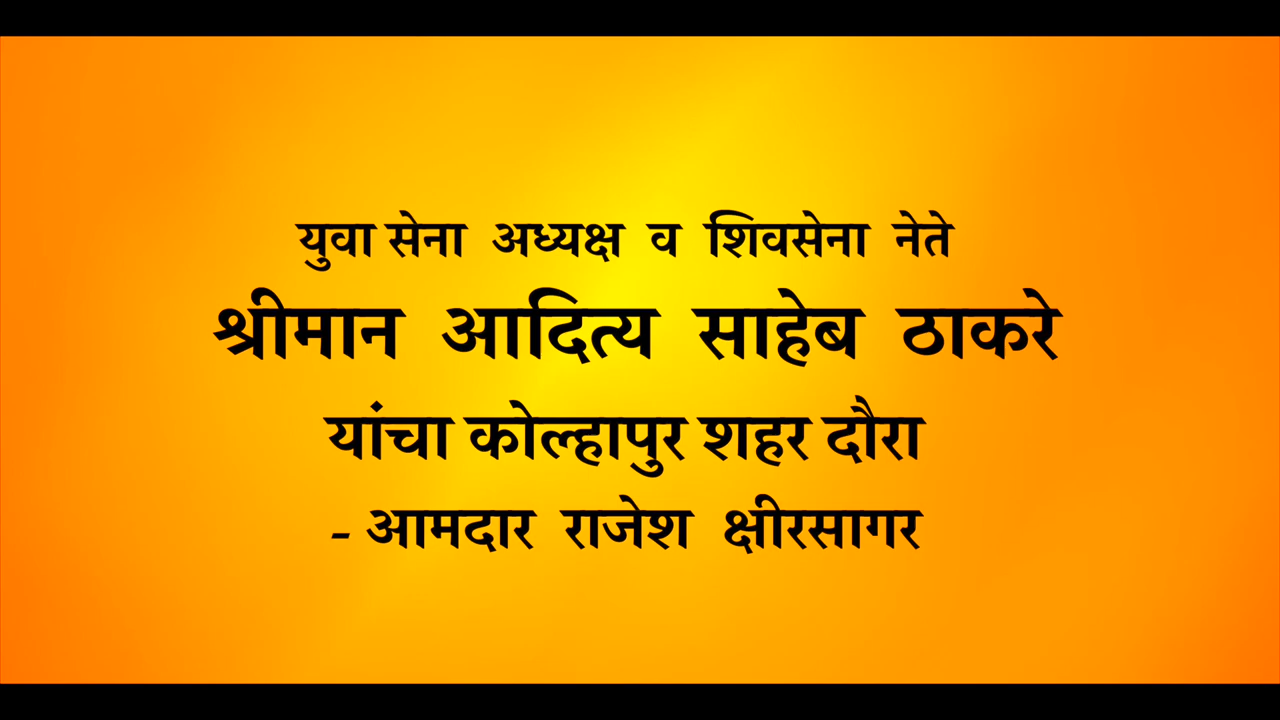 युवा सेना अध्यक्ष व शिवसेना नेते
श्रीमान आदित्य साहेब ठाकरे
यांचा कोल्हापुर शहर दौरा
- आमदार राजेश क्षीरसागर